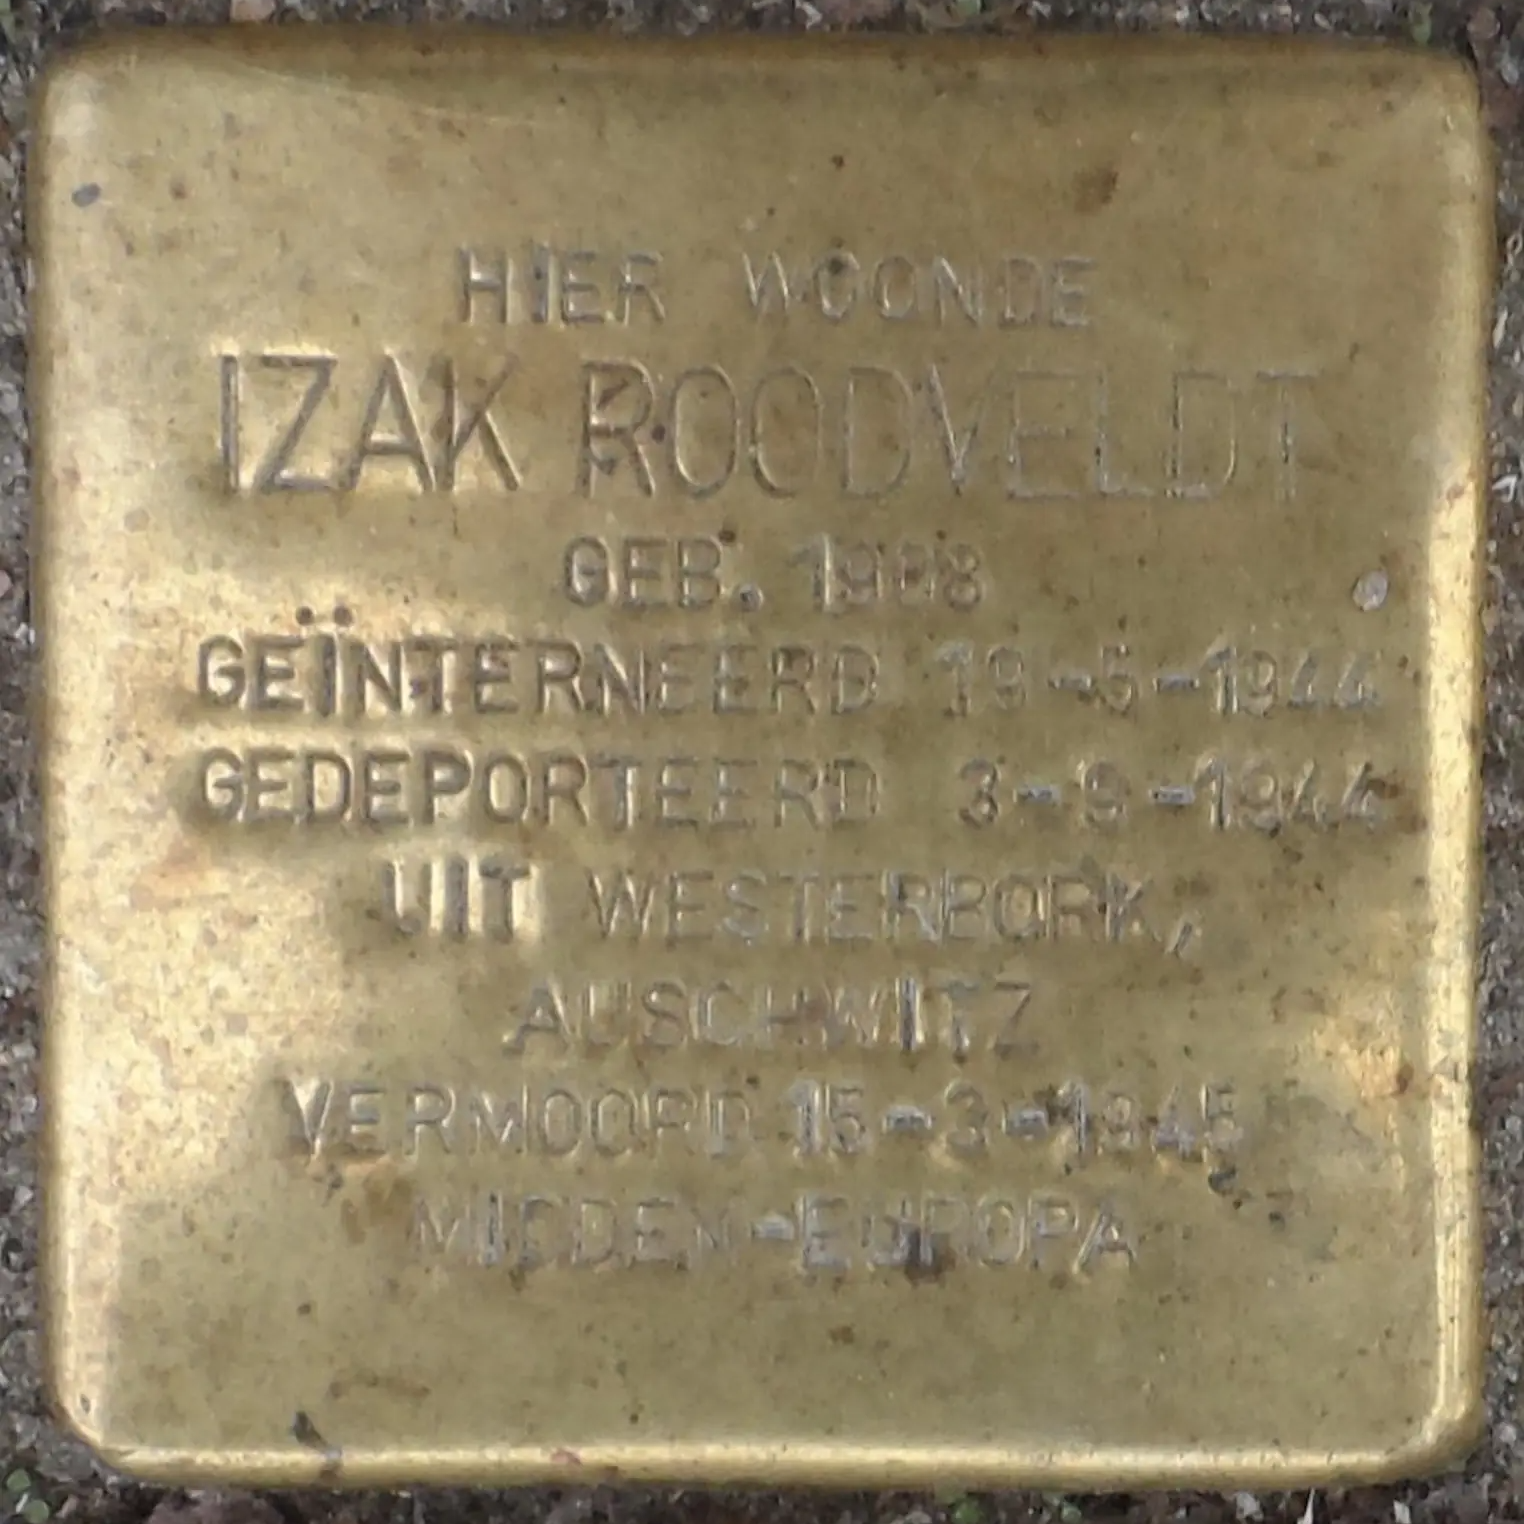 HIER WOONDE
IZAK ROODVELDT
GEB. 1908
GEÏNTERNEERD 19-5-1944
GEDEPORTEERD 3-9-1944
UIT WESTERBORK,
AUSCHWITZ
VERMOORD 15-3-1945
MIDDEN-EUROPA